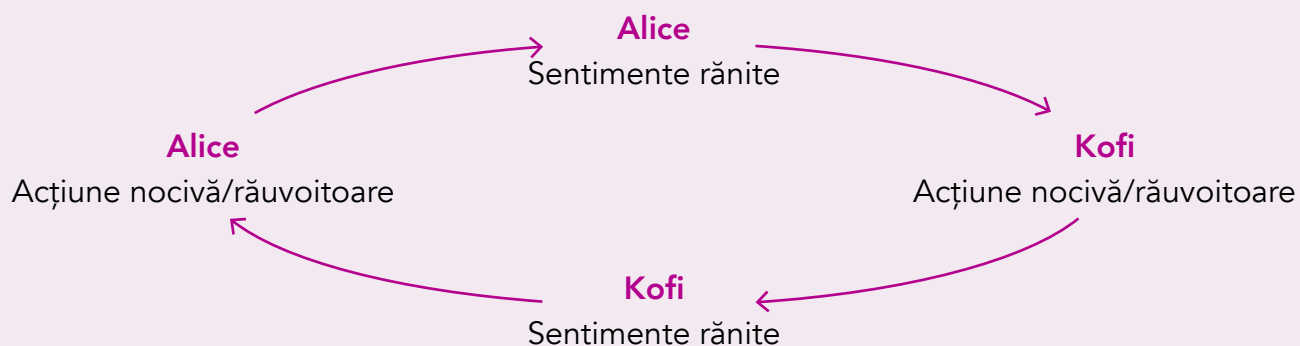 Alice
Sentimente rănite
Alice
Acțiune nocivă/răuvoitoare
Kofi
Acțiune nocivă/răuvoitoare
Kofi
Sentimente rănite